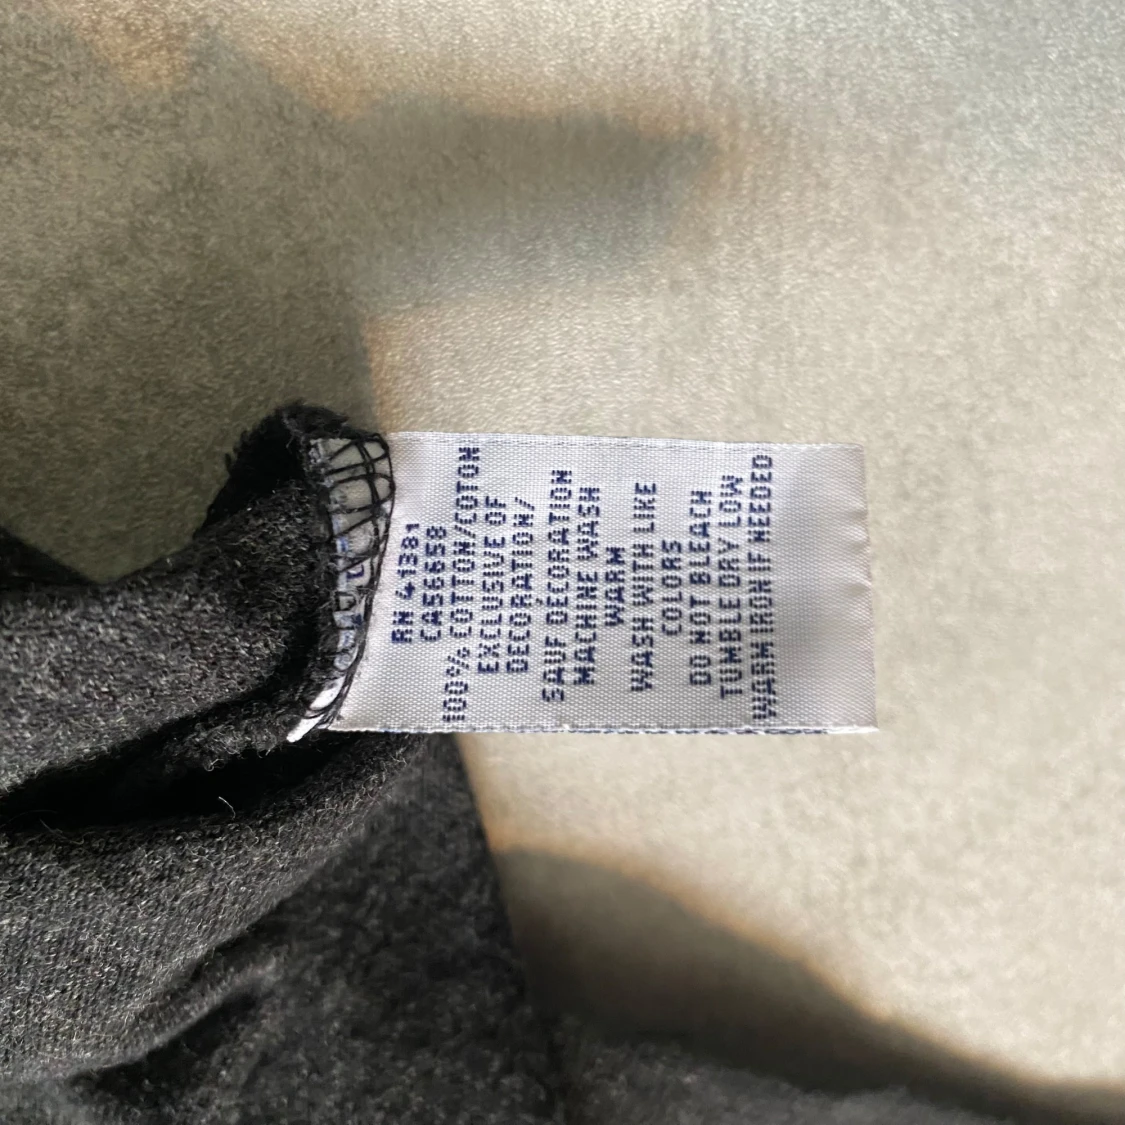 RN 41381
CA56658
100% COTTON/COTON
EXCLUSIVE OF
DECORATION/
SAUF DÉCORATION
MACHINE WASH
WARM
WASH WITH LIKE
COLORS
DO NOT BLEACH
TUMBLE DRY LOW
WARM IRON IF NEEDED